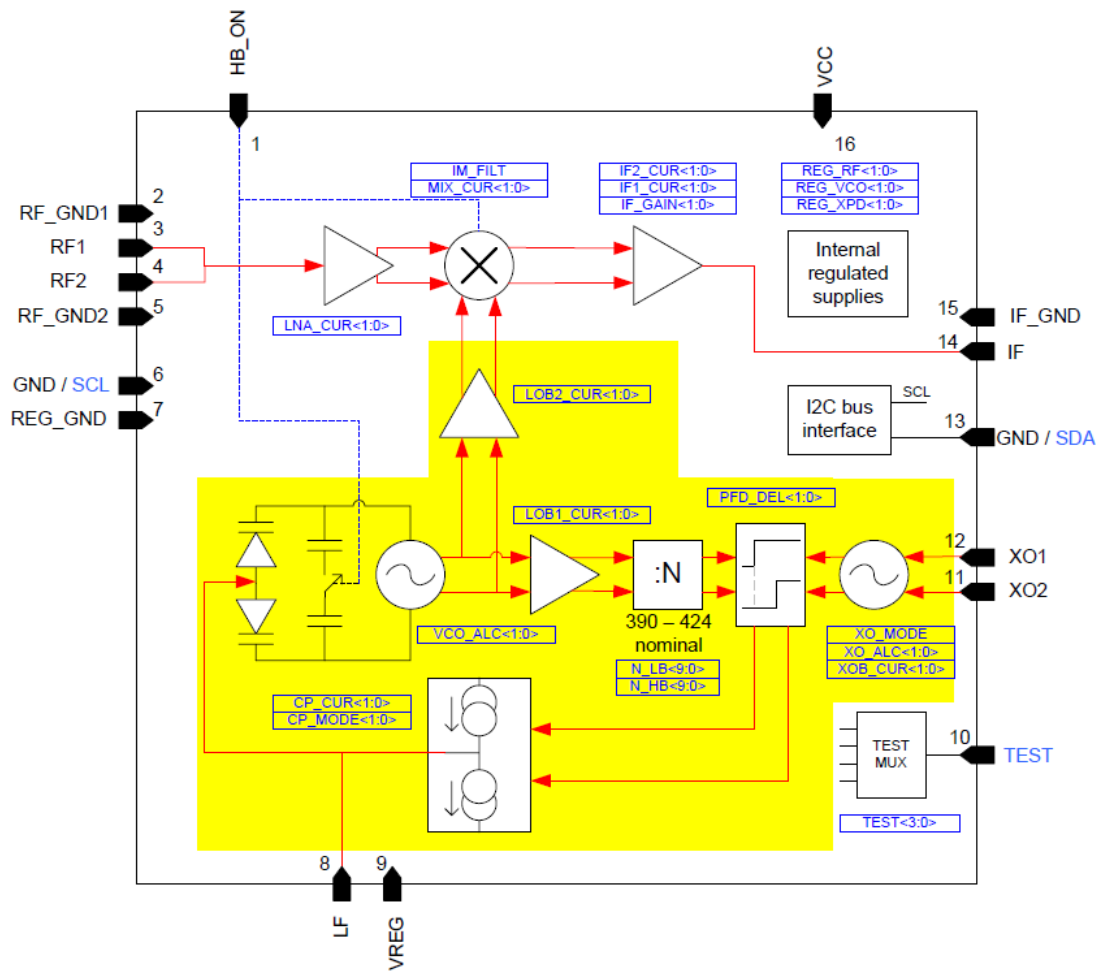 HB_ON
VCC
1
16
IM_FILT
MIX_CUR<1:0>
IF2_CUR<1:0>
IF1_CUR<1:0>
IF_GAIN<1:0>
REG_RF<1:0>
REG_VCO<1:0>
REG_XPD<1:0>
2
RF_GND1
3
RF1
4
RF2
5
RF_GND2
Internal
regulated
supplies
LNA_CUR<1:0>
15
IF_GND
14
IF
6
GND / SCL
7
REG_GND
LOB2_CUR<1:0>
I2C bus
interface
SCL
13
GND / SDA
PFD_DEL<1:0>
LOB1_CUR<1:0>
:N
12
XO1
11
XO2
390 – 424
nominal
VCO_ALC<1:0>
N_LB<9:0>
N_HB<9:0>
XO_MODE
XO_ALC<1:0>
XOB_CUR<1:0>
CP_CUR<1:0>
CP_MODE<1:0>
TEST
MUX
10
TEST
TEST<3:0>
8
9
LF
VREG